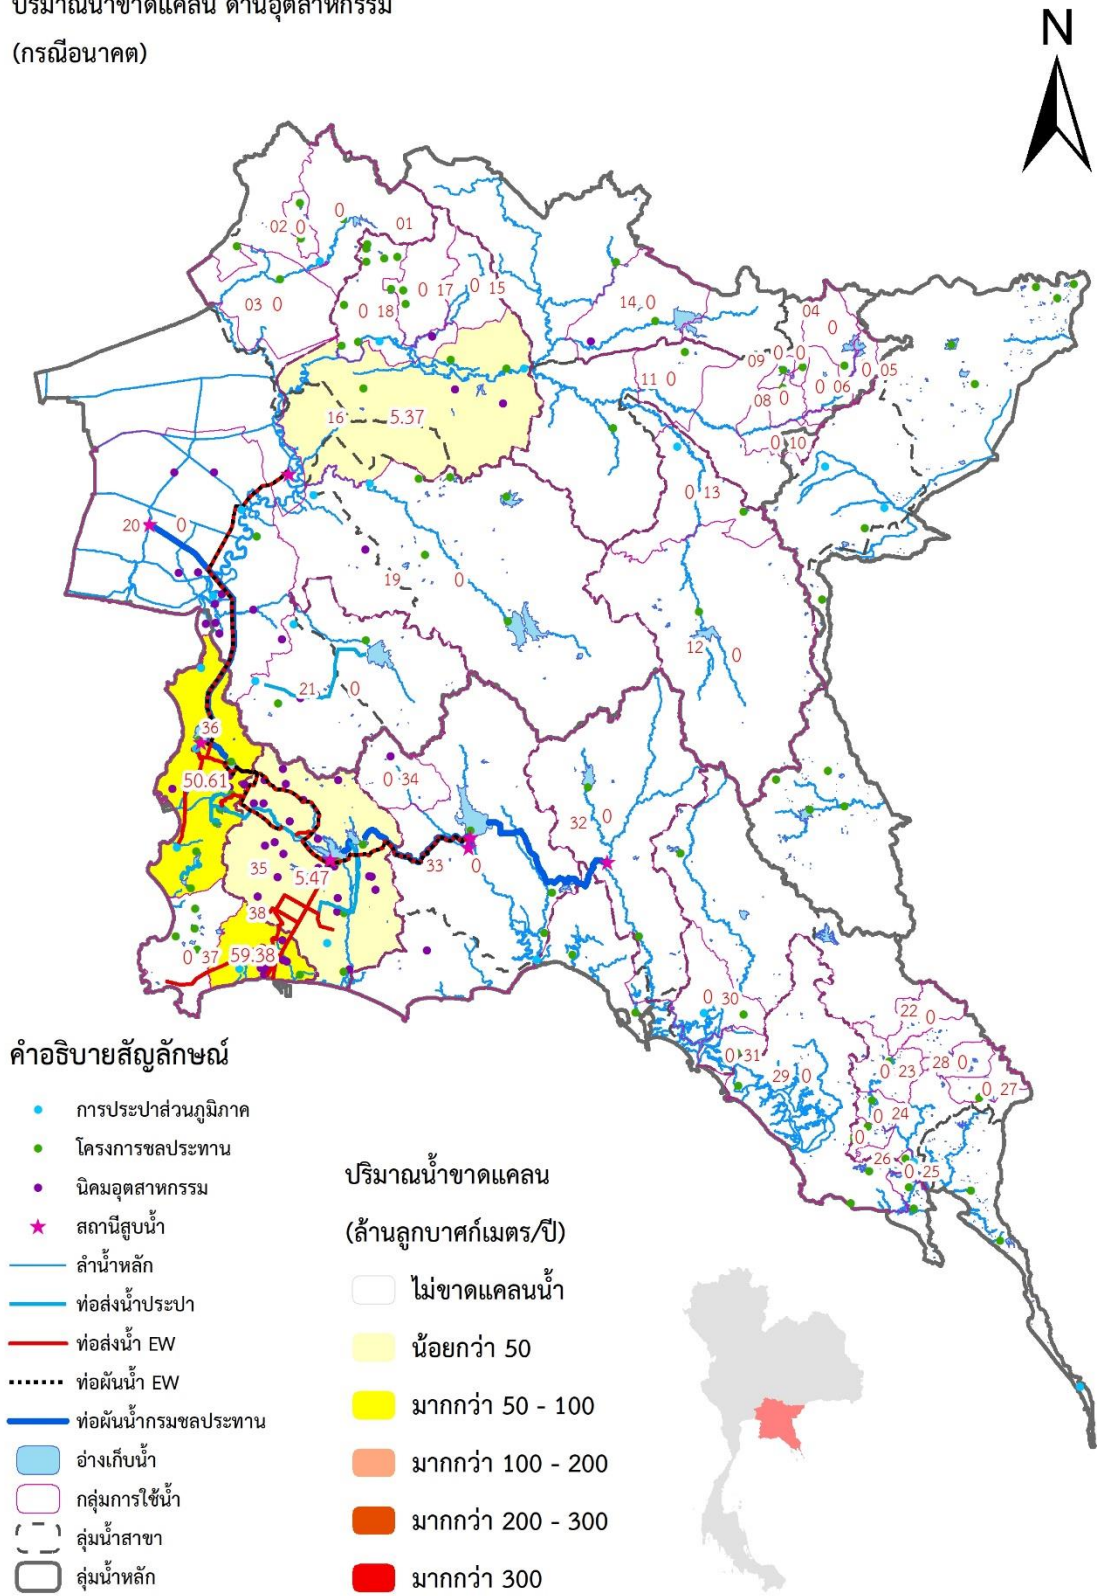 ปริมาณน้ำขาดแคลน ด้านอุตสาหกรรม
(กรณีอนาคต)
N
0
02 0
01
03 0
0 17
0 15
0 18
14 0
04
0
09 0 0
0 05
0 06
11 0
08 0
0 10
16
5.37
0 13
20
0
19
0
12
0
21
0
36
50.61
0 34
32
0
33
0
35
5.47
38
0 37
59.38
0 30
22 0
0 31
29 0
0 23
28 0
0 27
0 24
0
26
0 25
คำอธิบายสัญลักษณ์
การประปาส่วนภูมิภาค
โครงการชลประทาน
นิคมอุตสาหกรรม
สถานีสูบน้ำ
ลำน้ำหลัก
ท่อส่งน้ำประปา
ท่อส่งน้ำ EW
ท่อผันน้ำ EW
ท่อผันน้ำกรมชลประทาน
อ่างเก็บน้ำ
กลุ่มการใช้น้ำ
ลุ่มน้ำสาขา
ลุ่มน้ำหลัก
ปริมาณน้ำขาดแคลน
(ล้านลูกบาศก์เมตร/ปี)
ไม่ขาดแคลนน้ำ
น้อยกว่า 50
มากกว่า 50 - 100
มากกว่า 100 - 200
มากกว่า 200 - 300
มากกว่า 300